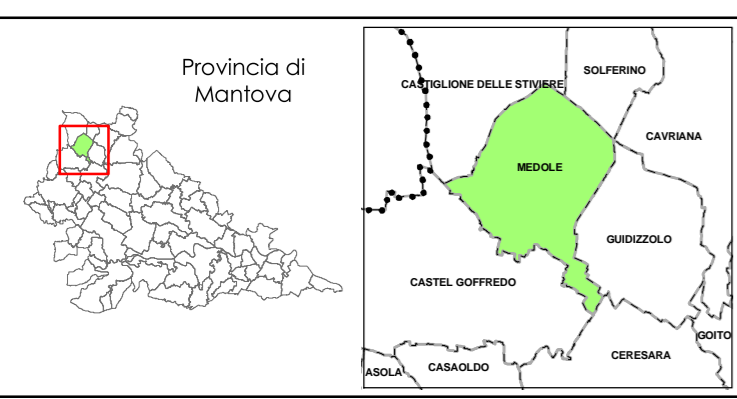 Provincia di
Mantova
SOLFERINO
CASTIGLIONE DELLE STIVIERE
CAVRIANA
MEDOLE
GUIDIZZOLO
CASTEL GOFFREDO
GOITO
CERESARA
CASAOLDO
ASOLA